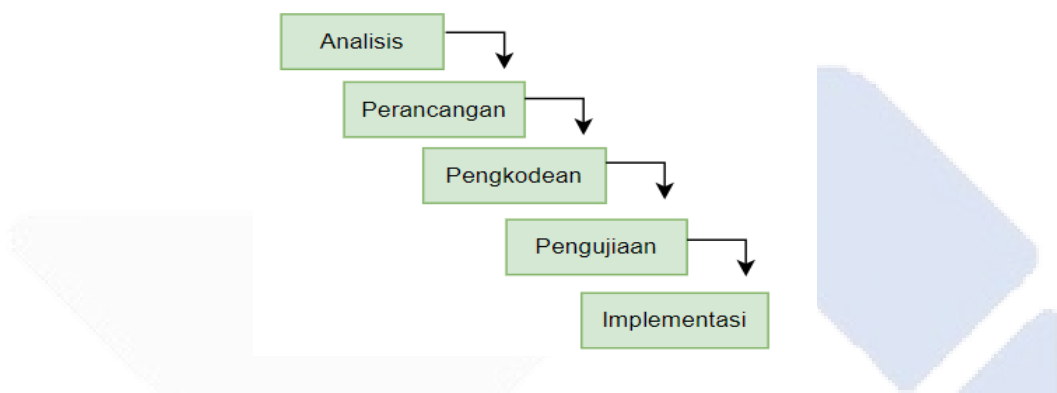 Analisis
Perancangan
Pengkodean
Pengujiaan
Implementasi